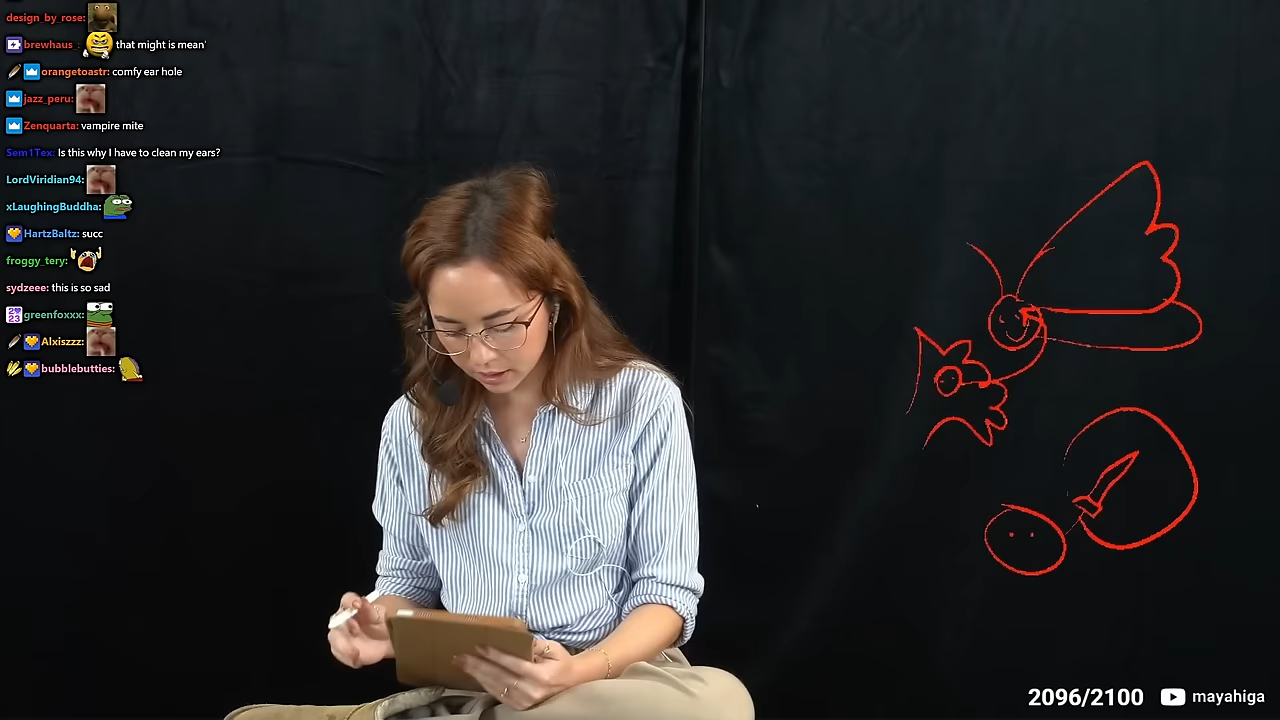 design_by_rose:
brewhaus_: that might is mean'
orangetoastr: comfy ear hole
jazz_peru:
Zenquarta: vampire mite
Sem1Tex: Is this why I have to clean my ears?
LordViridian94:
xLaughingBuddha:
HartzBaltz: succ
froggy_tery:
sydzeee: this is so sad
greenfoxxx:
Alxiszzz:
bubblebutties:
2096/2100 mayahiga